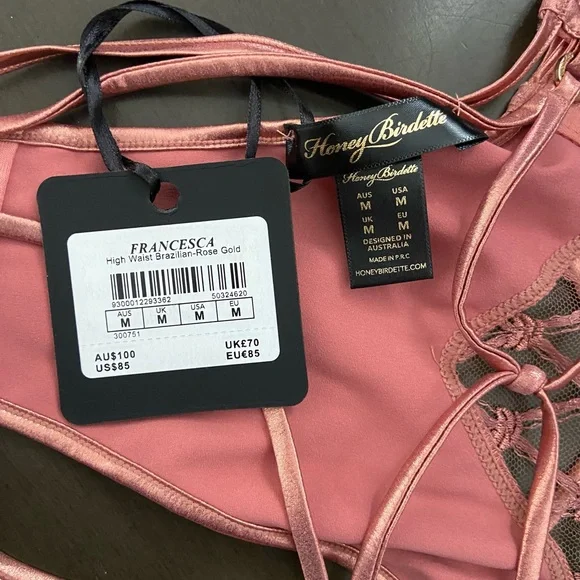 FRANCESCA
High Waist Brazilian-Rose Gold
9300012293362 50324620
AUS UK USA EU
M M M M
300751
AU$100 UK£70
US$85 EU€85
Honey Birdette
Honey Birdette
AUS USA
M M
UK EU
M M
DESIGNED IN
AUSTRALIA
MADE IN P.R.C
HONEYBIRDETTE.COM